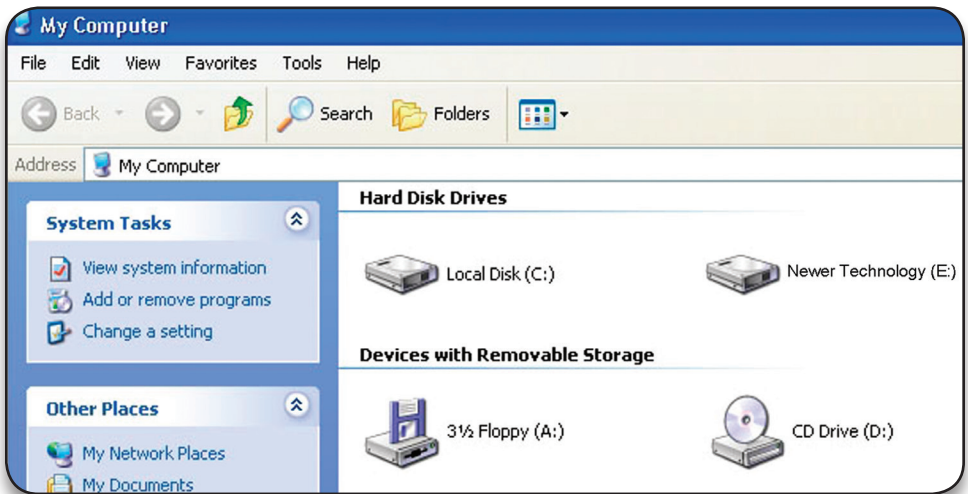 My Computer
File Edit View Favorites Tools Help
Back Search Folders
Address My Computer
System Tasks
View system information
Add or remove programs
Change a setting
Other Places
My Network Places
My Documents
Hard Disk Drives
Local Disk (C:) Newer Technology (E:)
Devices with Removable Storage
3½ Floppy (A:) CD Drive (D:)